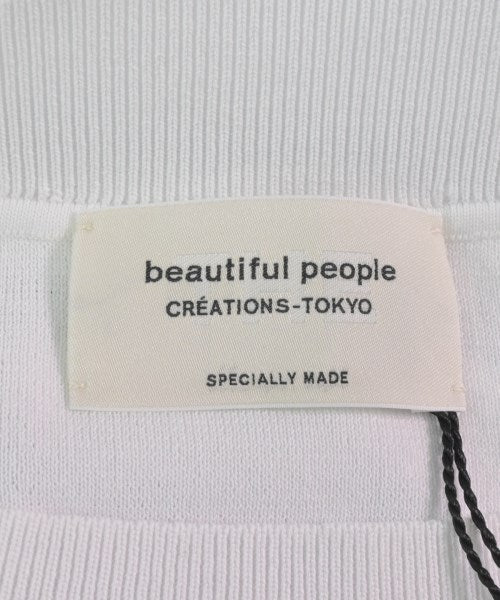 beautiful people
CRÉATIONS-TOKYO
SPECIALLY MADE